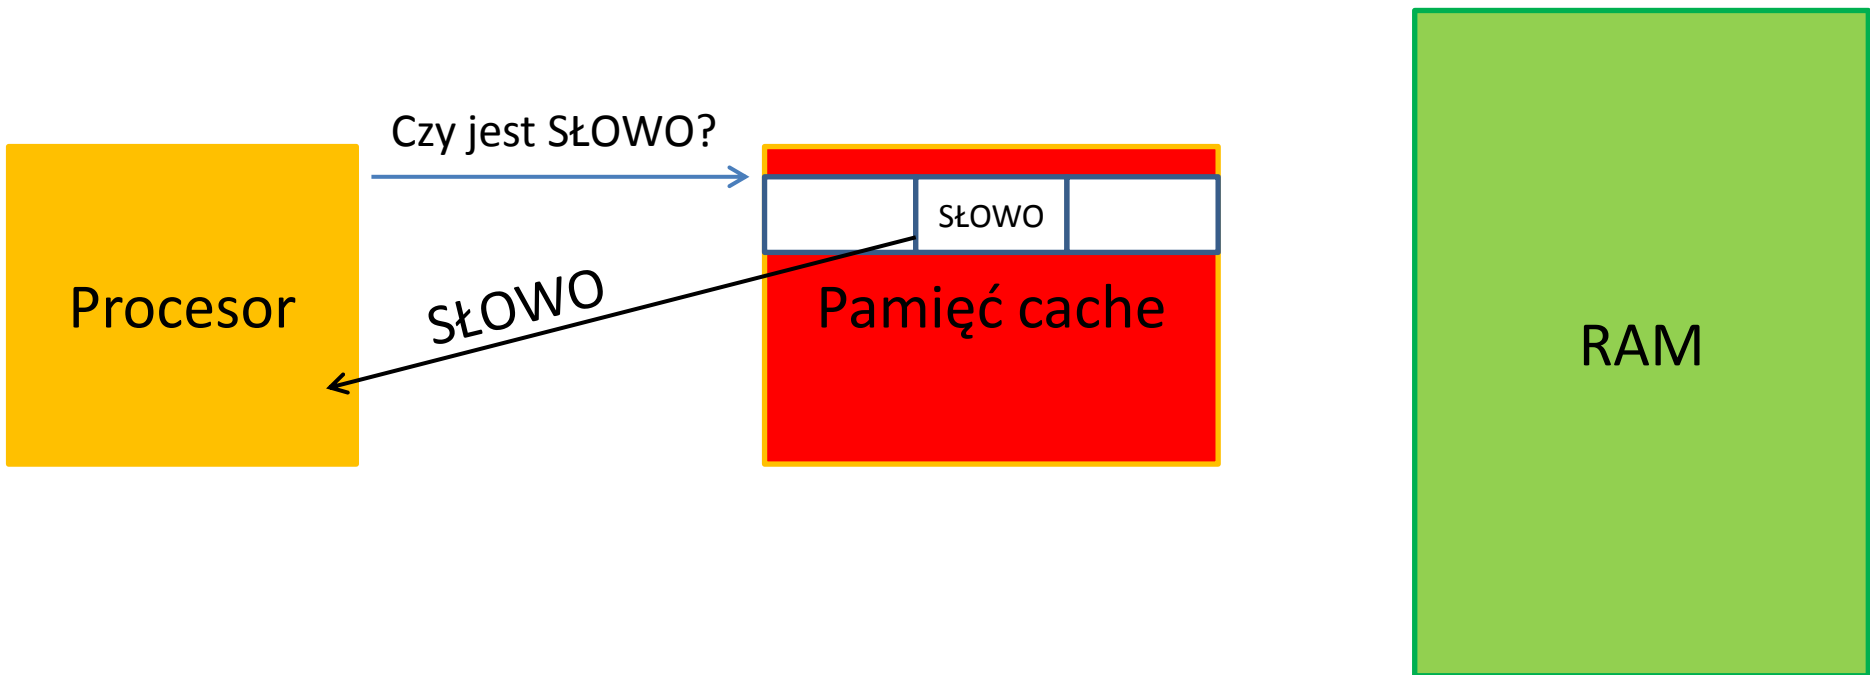 Czy jest SŁOWO?
SŁOWO
SŁOWO
Procesor
Pamięć cache
RAM